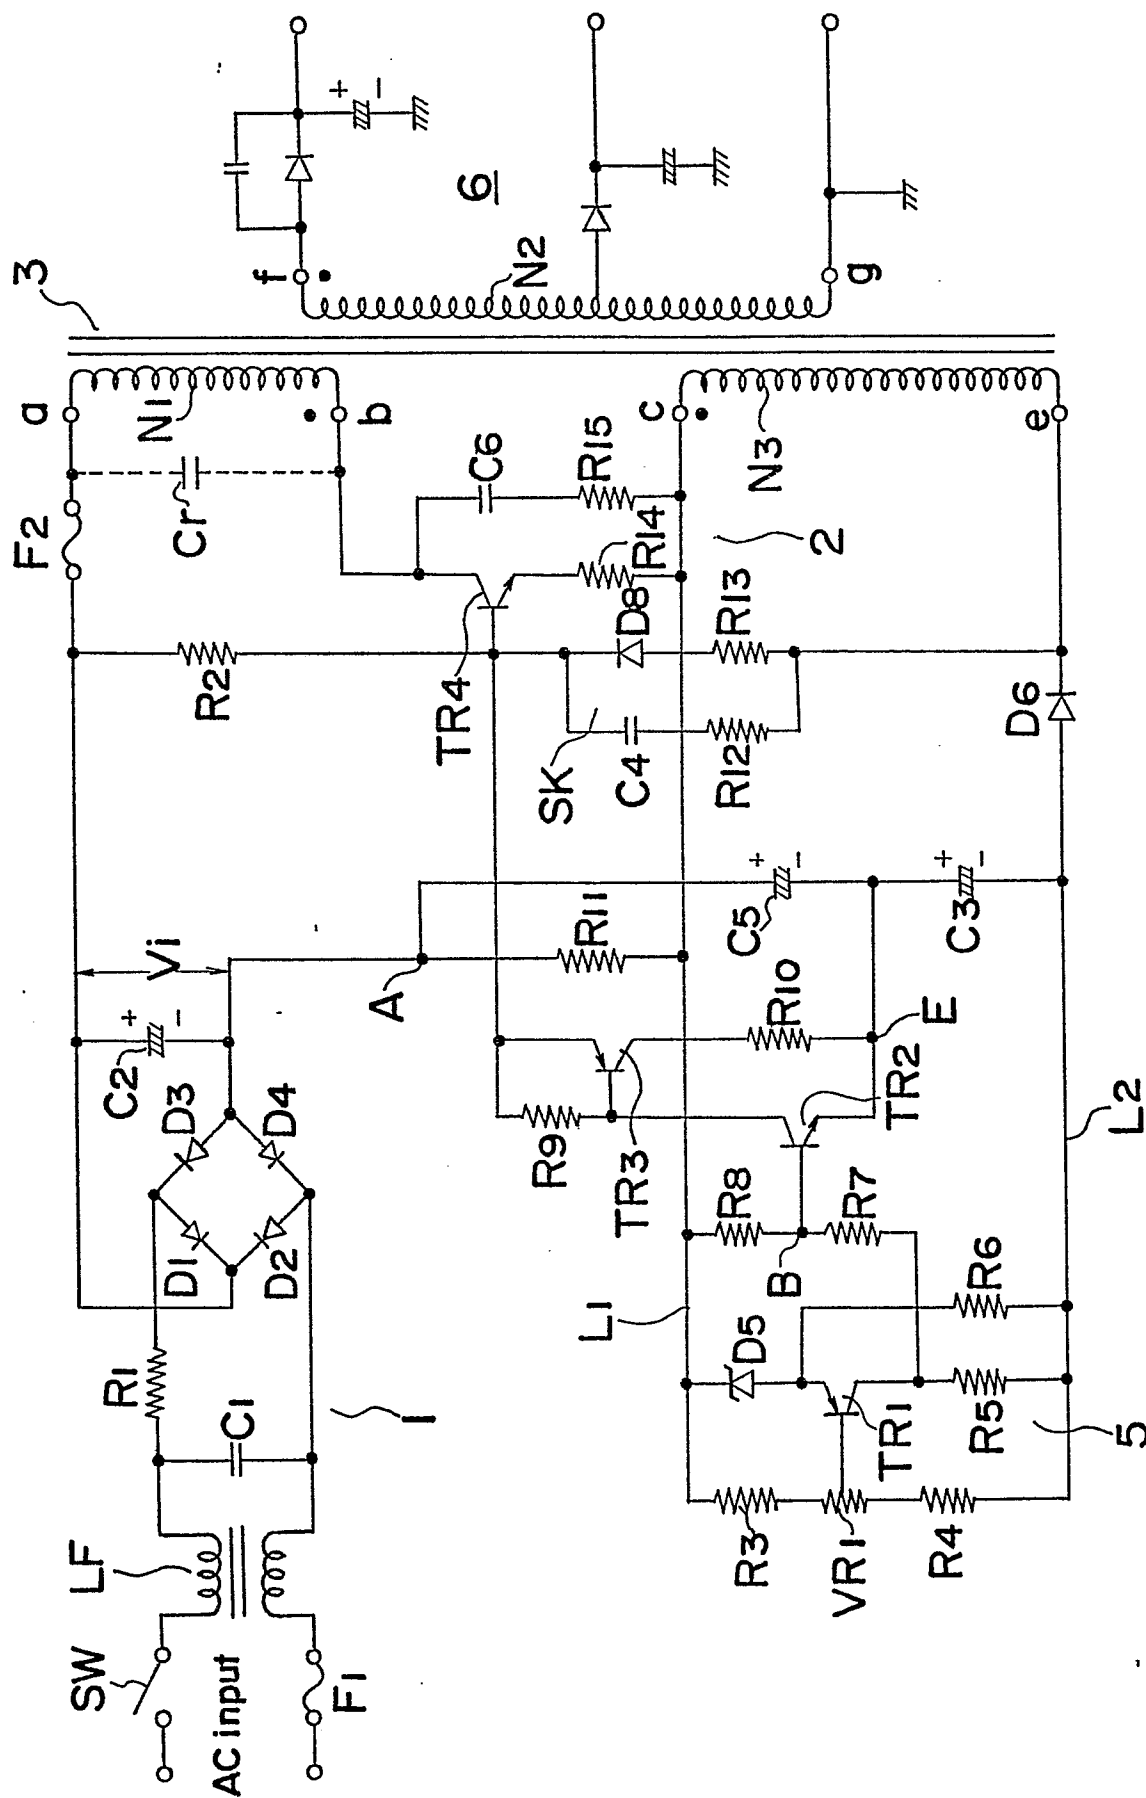 SW
LF
AC input
F1
R1
C1
1
D1
D2
D3
D4
C2
+
-
Vi
F2
R2
Cr
a
N1
b
3
f
N2
g
6
+
-
TR4
C6
R15
R14
c
N3
e
2
D8
R13
SK
C4
R12
D6
A
R11
C5
+
-
C3
+
-
R9
TR3
R10
E
TR2
R8
B
R7
L1
L2
D5
R6
TR1
R5
5
R3
VR1
R4